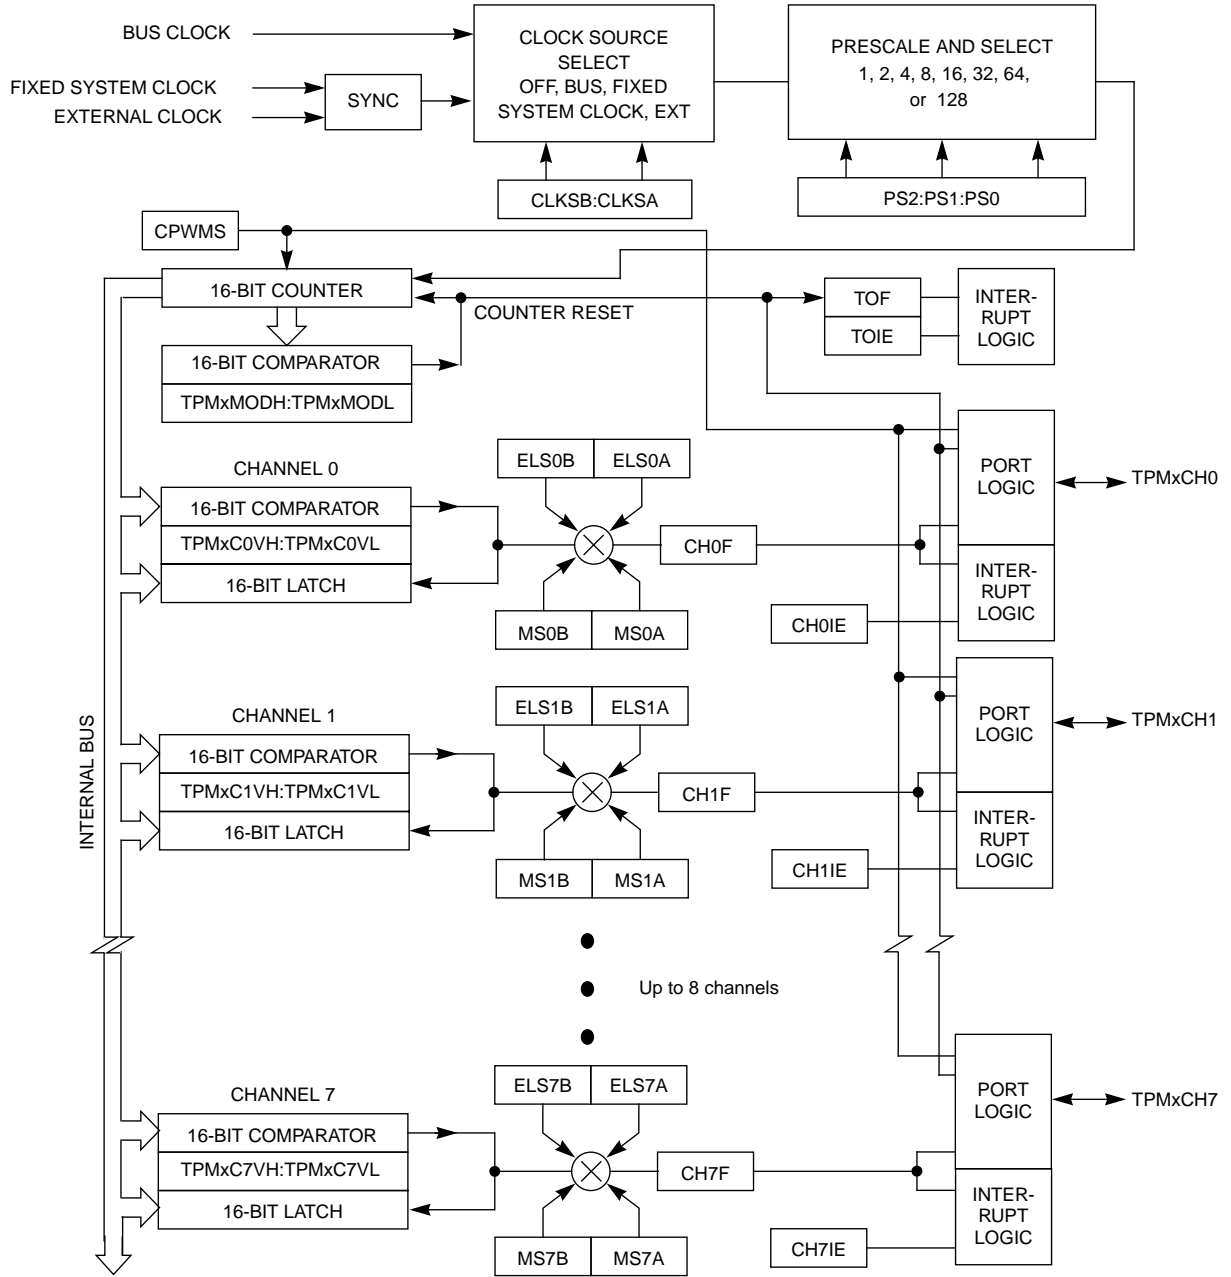 BUS CLOCK
FIXED SYSTEM CLOCK
EXTERNAL CLOCK
SYNC
CLOCK SOURCE
SELECT
OFF, BUS, FIXED
SYSTEM CLOCK, EXT
PRESCALE AND SELECT
1, 2, 4, 8, 16, 32, 64,
or 128
CLKSB:CLKSA
PS2:PS1:PS0
CPWMS
16-BIT COUNTER
COUNTER RESET
TOF
TOIE
INTER-
RUPT
LOGIC
16-BIT COMPARATOR
TPMxMODH:TPMxMODL
CHANNEL 0
16-BIT COMPARATOR
TPMxC0VH:TPMxC0VL
16-BIT LATCH
ELS0B
ELS0A
MS0B
MS0A
CH0F
CH0IE
PORT
LOGIC
INTER-
RUPT
LOGIC
TPMxCH0
INTERNAL BUS
CHANNEL 1
16-BIT COMPARATOR
TPMxC1VH:TPMxC1VL
16-BIT LATCH
ELS1B
ELS1A
MS1B
MS1A
CH1F
CH1IE
PORT
LOGIC
INTER-
RUPT
LOGIC
TPMxCH1
Up to 8 channels
CHANNEL 7
16-BIT COMPARATOR
TPMxC7VH:TPMxC7VL
16-BIT LATCH
ELS7B
ELS7A
MS7B
MS7A
CH7F
CH7IE
PORT
LOGIC
INTER-
RUPT
LOGIC
TPMxCH7